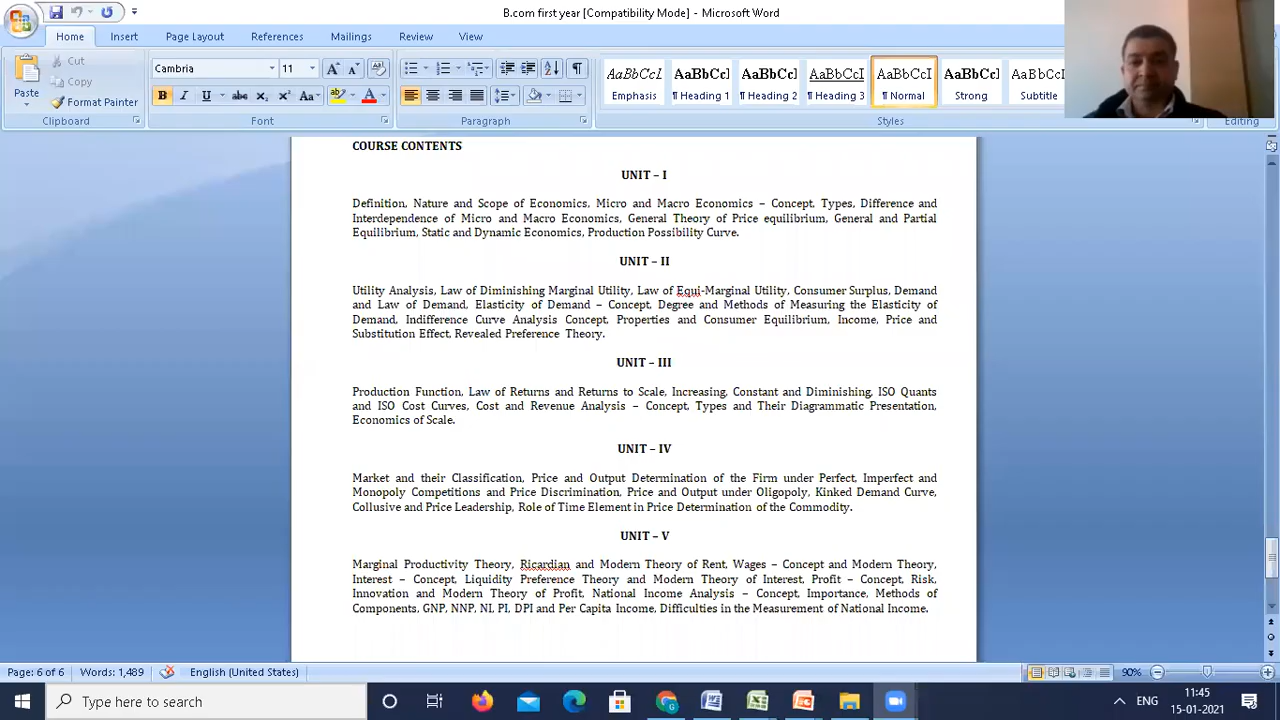 B.com first year [Compatibility Mode] - Microsoft Word
Home Insert Page Layout References Mailings Review View
Paste
Cut
Copy
Format Painter
Clipboard
Cambria 11
Font
Paragraph
AaBbCcI AaBbCc] AaBbCc] AaBbCcI AaBbCcI AaBbCc] AaBbCcI
Emphasis ¶ Heading 1 ¶ Heading 2 ¶ Heading 3 ¶ Normal Strong Subtitle
Styles
Editing
COURSE CONTENTS
UNIT – I
Definition, Nature and Scope of Economics, Micro and Macro Economics – Concept, Types, Difference and
Interdependence of Micro and Macro Economics, General Theory of Price equilibrium, General and Partial
Equilibrium, Static and Dynamic Economics, Production Possibility Curve.
UNIT – II
Utility Analysis, Law of Diminishing Marginal Utility, Law of Equi-Marginal Utility, Consumer Surplus, Demand
and Law of Demand, Elasticity of Demand – Concept, Degree and Methods of Measuring the Elasticity of
Demand, Indifference Curve Analysis Concept, Properties and Consumer Equilibrium, Income, Price and
Substitution Effect, Revealed Preference Theory.
UNIT – III
Production Function, Law of Returns and Returns to Scale, Increasing, Constant and Diminishing, ISO Quants
and ISO Cost Curves, Cost and Revenue Analysis – Concept, Types and Their Diagrammatic Presentation,
Economics of Scale.
UNIT – IV
Market and their Classification, Price and Output Determination of the Firm under Perfect, Imperfect and
Monopoly Competitions and Price Discrimination, Price and Output under Oligopoly, Kinked Demand Curve,
Collusive and Price Leadership, Role of Time Element in Price Determination of the Commodity.
UNIT – V
Marginal Productivity Theory, Ricardian and Modern Theory of Rent, Wages – Concept and Modern Theory,
Interest – Concept, Liquidity Preference Theory and Modern Theory of Interest, Profit – Concept, Risk,
Innovation and Modern Theory of Profit, National Income Analysis – Concept, Importance, Methods of
Components, GNP, NNP, NI, PI, DPI and Per Capita Income, Difficulties in the Measurement of National Income.
Page: 6 of 6 Words: 1,489 English (United States) 90%
Type here to search
ENG
11:45
15-01-2021